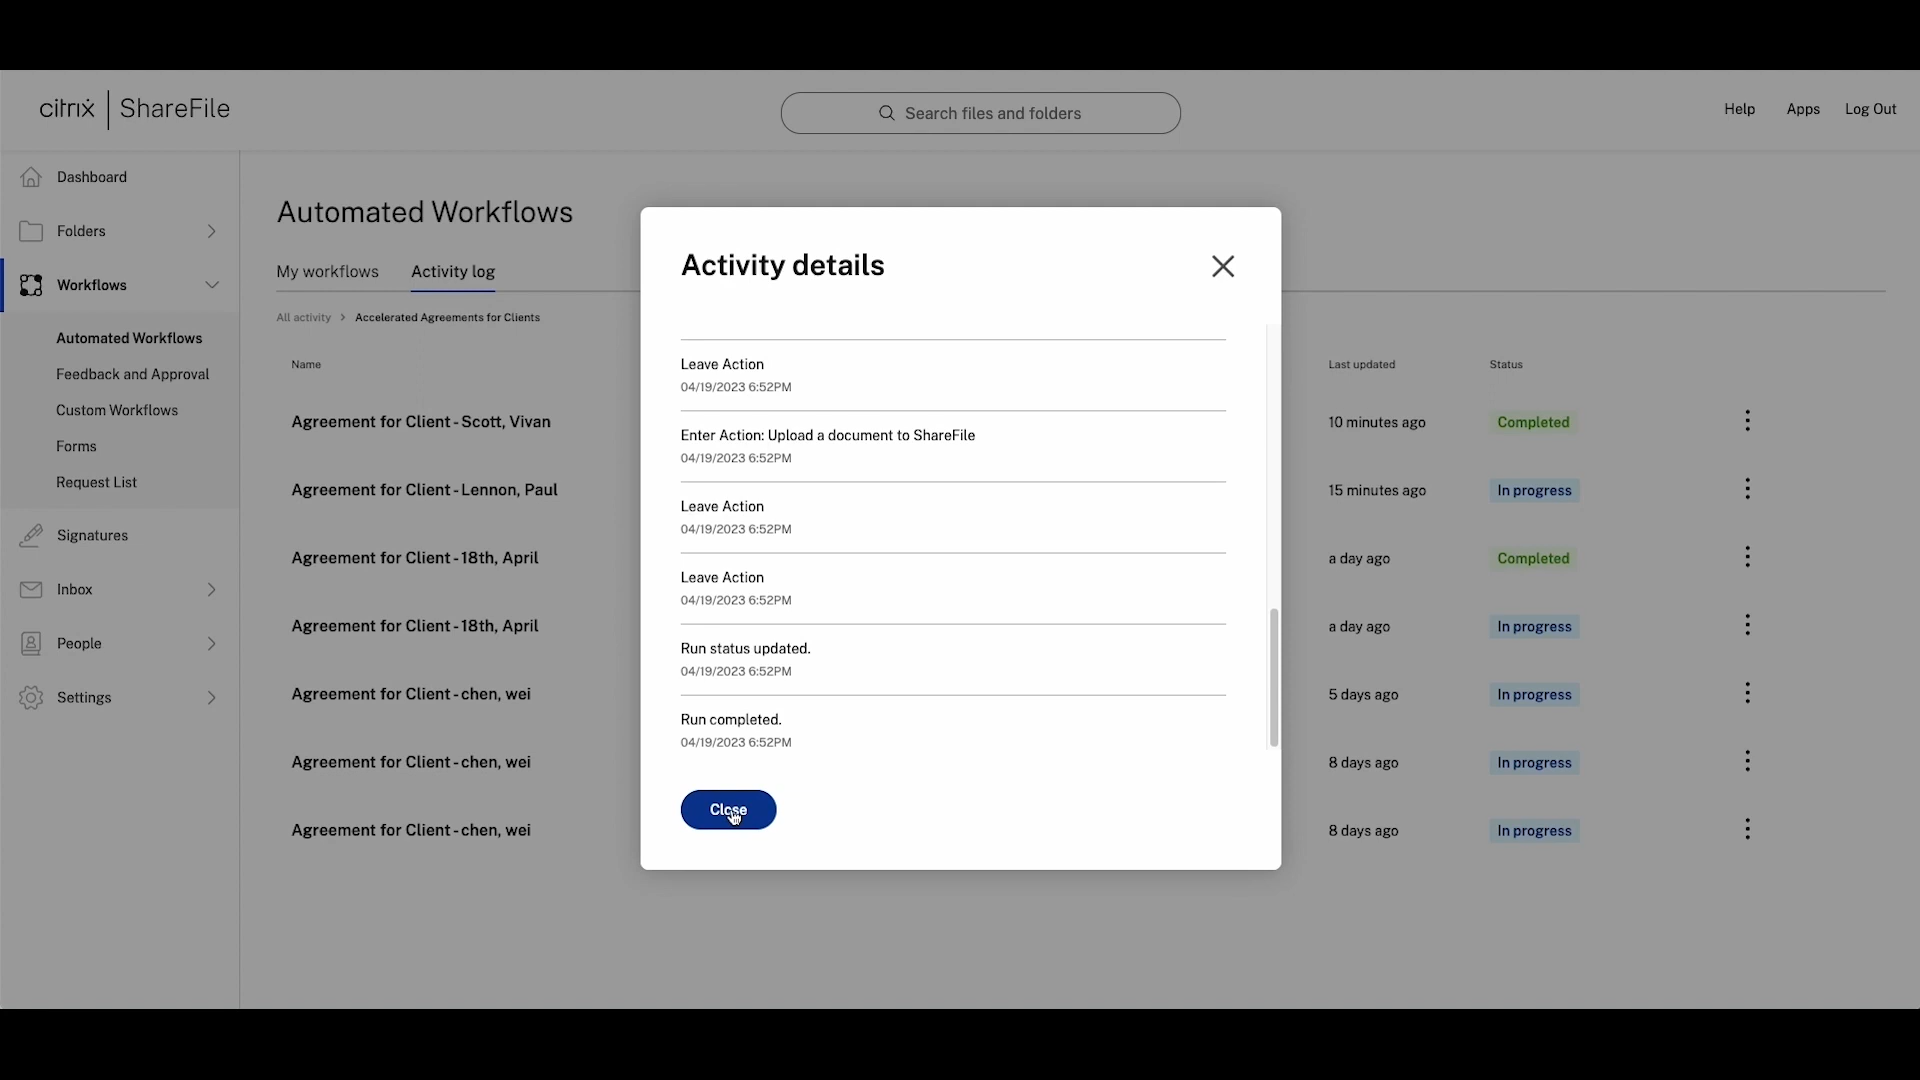 citrix | ShareFile
Search files and folders
Help
Apps
Log Out
Dashboard
Folders
Workflows
Automated Workflows
Feedback and Approval
Custom Workflows
Forms
Request List
Signatures
Inbox
People
Settings
Automated Workflows
My workflows
Activity log
All activity > Accelerated Agreements for Clients
Name
Last updated
Status
Agreement for Client - Scott, Vivan
10 minutes ago
Completed
Agreement for Client - Lennon, Paul
15 minutes ago
In progress
Agreement for Client - 18th, April
a day ago
Completed
Agreement for Client - 18th, April
a day ago
In progress
Agreement for Client - chen, wei
5 days ago
In progress
Agreement for Client - chen, wei
8 days ago
In progress
Agreement for Client - chen, wei
8 days ago
In progress
Activity details
Leave Action
04/19/2023 6:52PM
Enter Action: Upload a document to ShareFile
04/19/2023 6:52PM
Leave Action
04/19/2023 6:52PM
Leave Action
04/19/2023 6:52PM
Run status updated.
04/19/2023 6:52PM
Run completed.
04/19/2023 6:52PM
Close